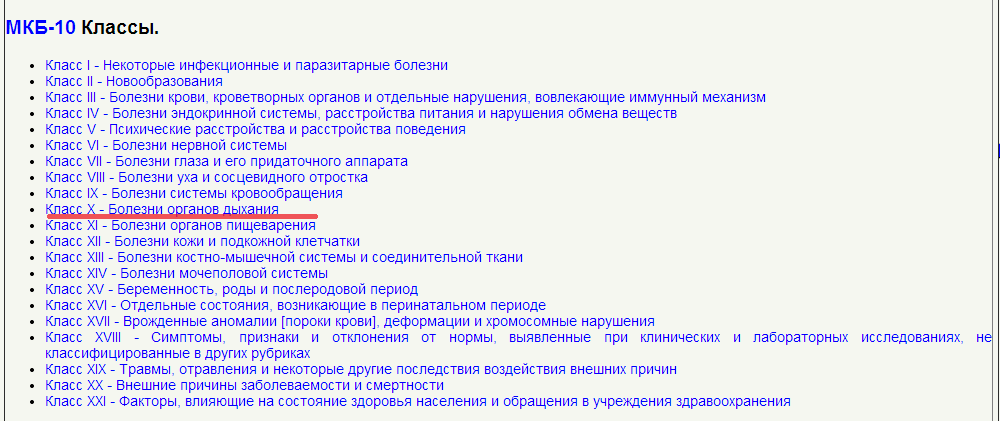 МКБ-10 Классы.
Класс I - Некоторые инфекционные и паразитарные болезни
Класс II - Новообразования
Класс III - Болезни крови, кроветворных органов и отдельные нарушения, вовлекающие иммунный механизм
Класс IV - Болезни эндокринной системы, расстройства питания и нарушения обмена веществ
Класс V - Психические расстройства и расстройства поведения
Класс VI - Болезни нервной системы
Класс VII - Болезни глаза и его придаточного аппарата
Класс VIII - Болезни уха и сосцевидного отростка
Класс IX - Болезни системы кровообращения
Класс X - Болезни органов дыхания
Класс XI - Болезни органов пищеварения
Класс XII - Болезни кожи и подкожной клетчатки
Класс XIII - Болезни костно-мышечной системы и соединительной ткани
Класс XIV - Болезни мочеполовой системы
Класс XV - Беременность, роды и послеродовой период
Класс XVI - Отдельные состояния, возникающие в перинатальном периоде
Класс XVII - Врожденные аномалии [пороки крови], деформации и хромосомные нарушения
Класс XVIII - Симптомы, признаки и отклонения от нормы, выявленные при клинических и лабораторных исследованиях, не
классифицированные в других рубриках
Класс XIX - Травмы, отравления и некоторые другие последствия воздействия внешних причин
Класс XX - Внешние причины заболеваемости и смертности
Класс XXI - Факторы, влияющие на состояние здоровья населения и обращения в учреждения здравоохранения